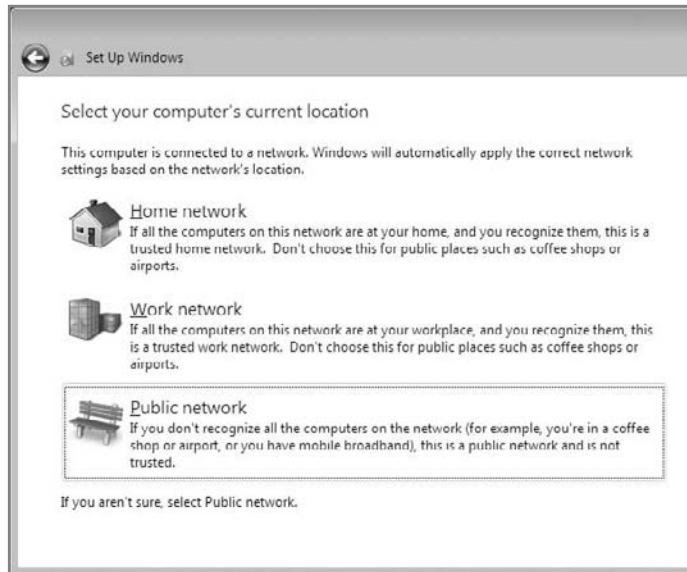 Set Up Windows
Select your computer's current location
This computer is connected to a network. Windows will automatically apply the correct network
settings based on the network's location.
Home network
If all the computers on this network are at your home, and you recognize them, this is a
trusted home network. Don't choose this for public places such as coffee shops or
airports.
Work network
If all the computers on this network are at your workplace, and you recognize them, this
is a trusted work network. Don't choose this for public places such as coffee shops or
airports.
Public network
If you don't recognize all the computers on the network (for example, you're in a coffee
shop or airport, or you have mobile broadband), this is a public network and is not
trusted.
If you aren't sure, select Public network.